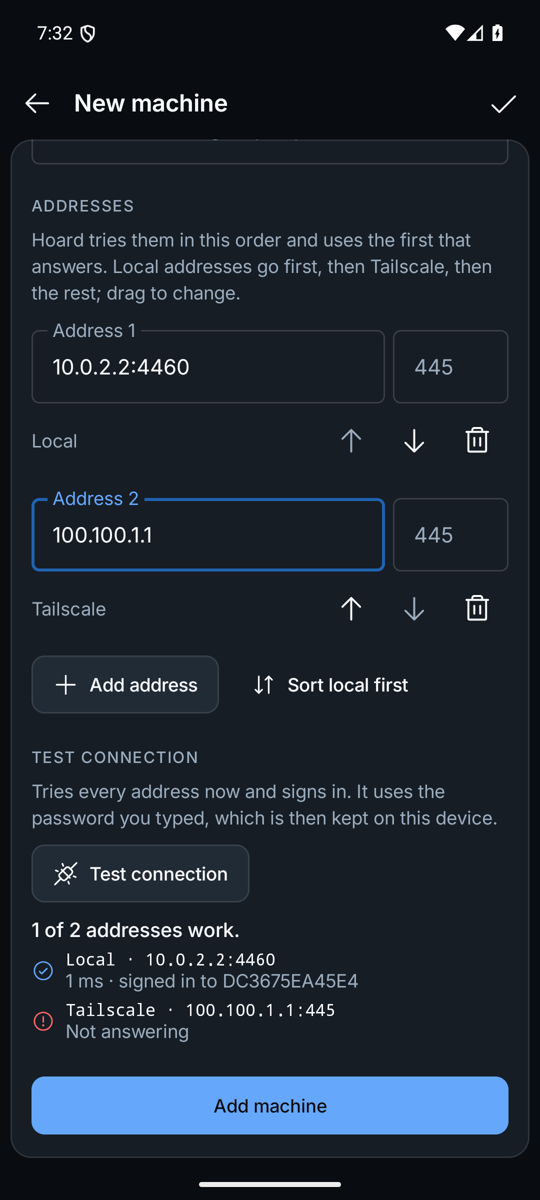 7:32
New machine
ADDRESSES
Hoard tries them in this order and uses the first that
answers. Local addresses go first, then Tailscale, then
the rest; drag to change.
Address 1
10.0.2.2:4460
445
Local
Address 2
100.100.1.1
445
Tailscale
Add address
Sort local first
TEST CONNECTION
Tries every address now and signs in. It uses the
password you typed, which is then kept on this device.
Test connection
1 of 2 addresses work.
Local · 10.0.2.2:4460
1 ms · signed in to DC3675EA45E4
Tailscale · 100.100.1.1:445
Not answering
Add machine